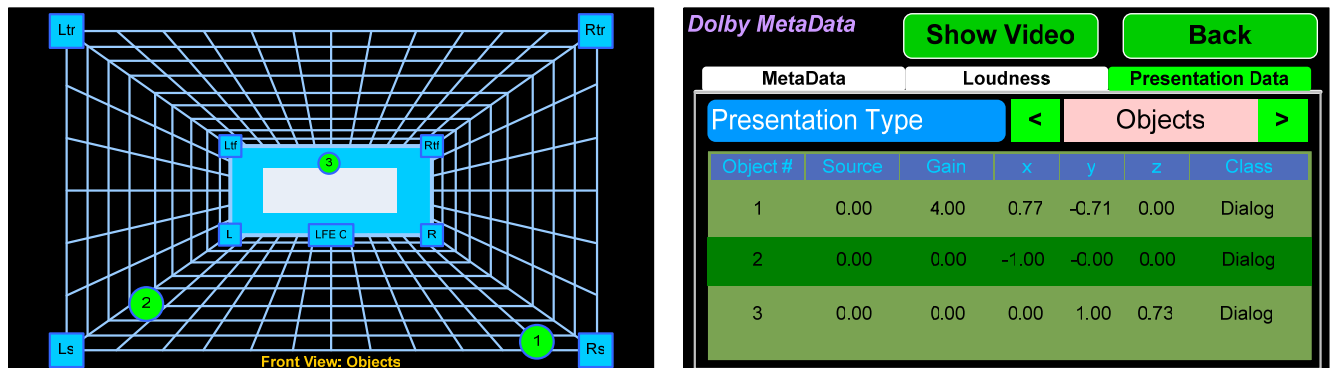 Ltr
Rtr
Ltf
Rtf
3
L
LFE C
R
2
1
Ls
Rs
Front View: Objects
Dolby MetaData
Show Video
Back
MetaData Loudness Presentation Data
Presentation Type < Objects >
Object # Source Gain x y z Class
1 0.00 4.00 0.77 -0.71 0.00 Dialog
2 0.00 0.00 -1.00 -0.00 0.00 Dialog
3 0.00 0.00 0.00 1.00 0.73 Dialog